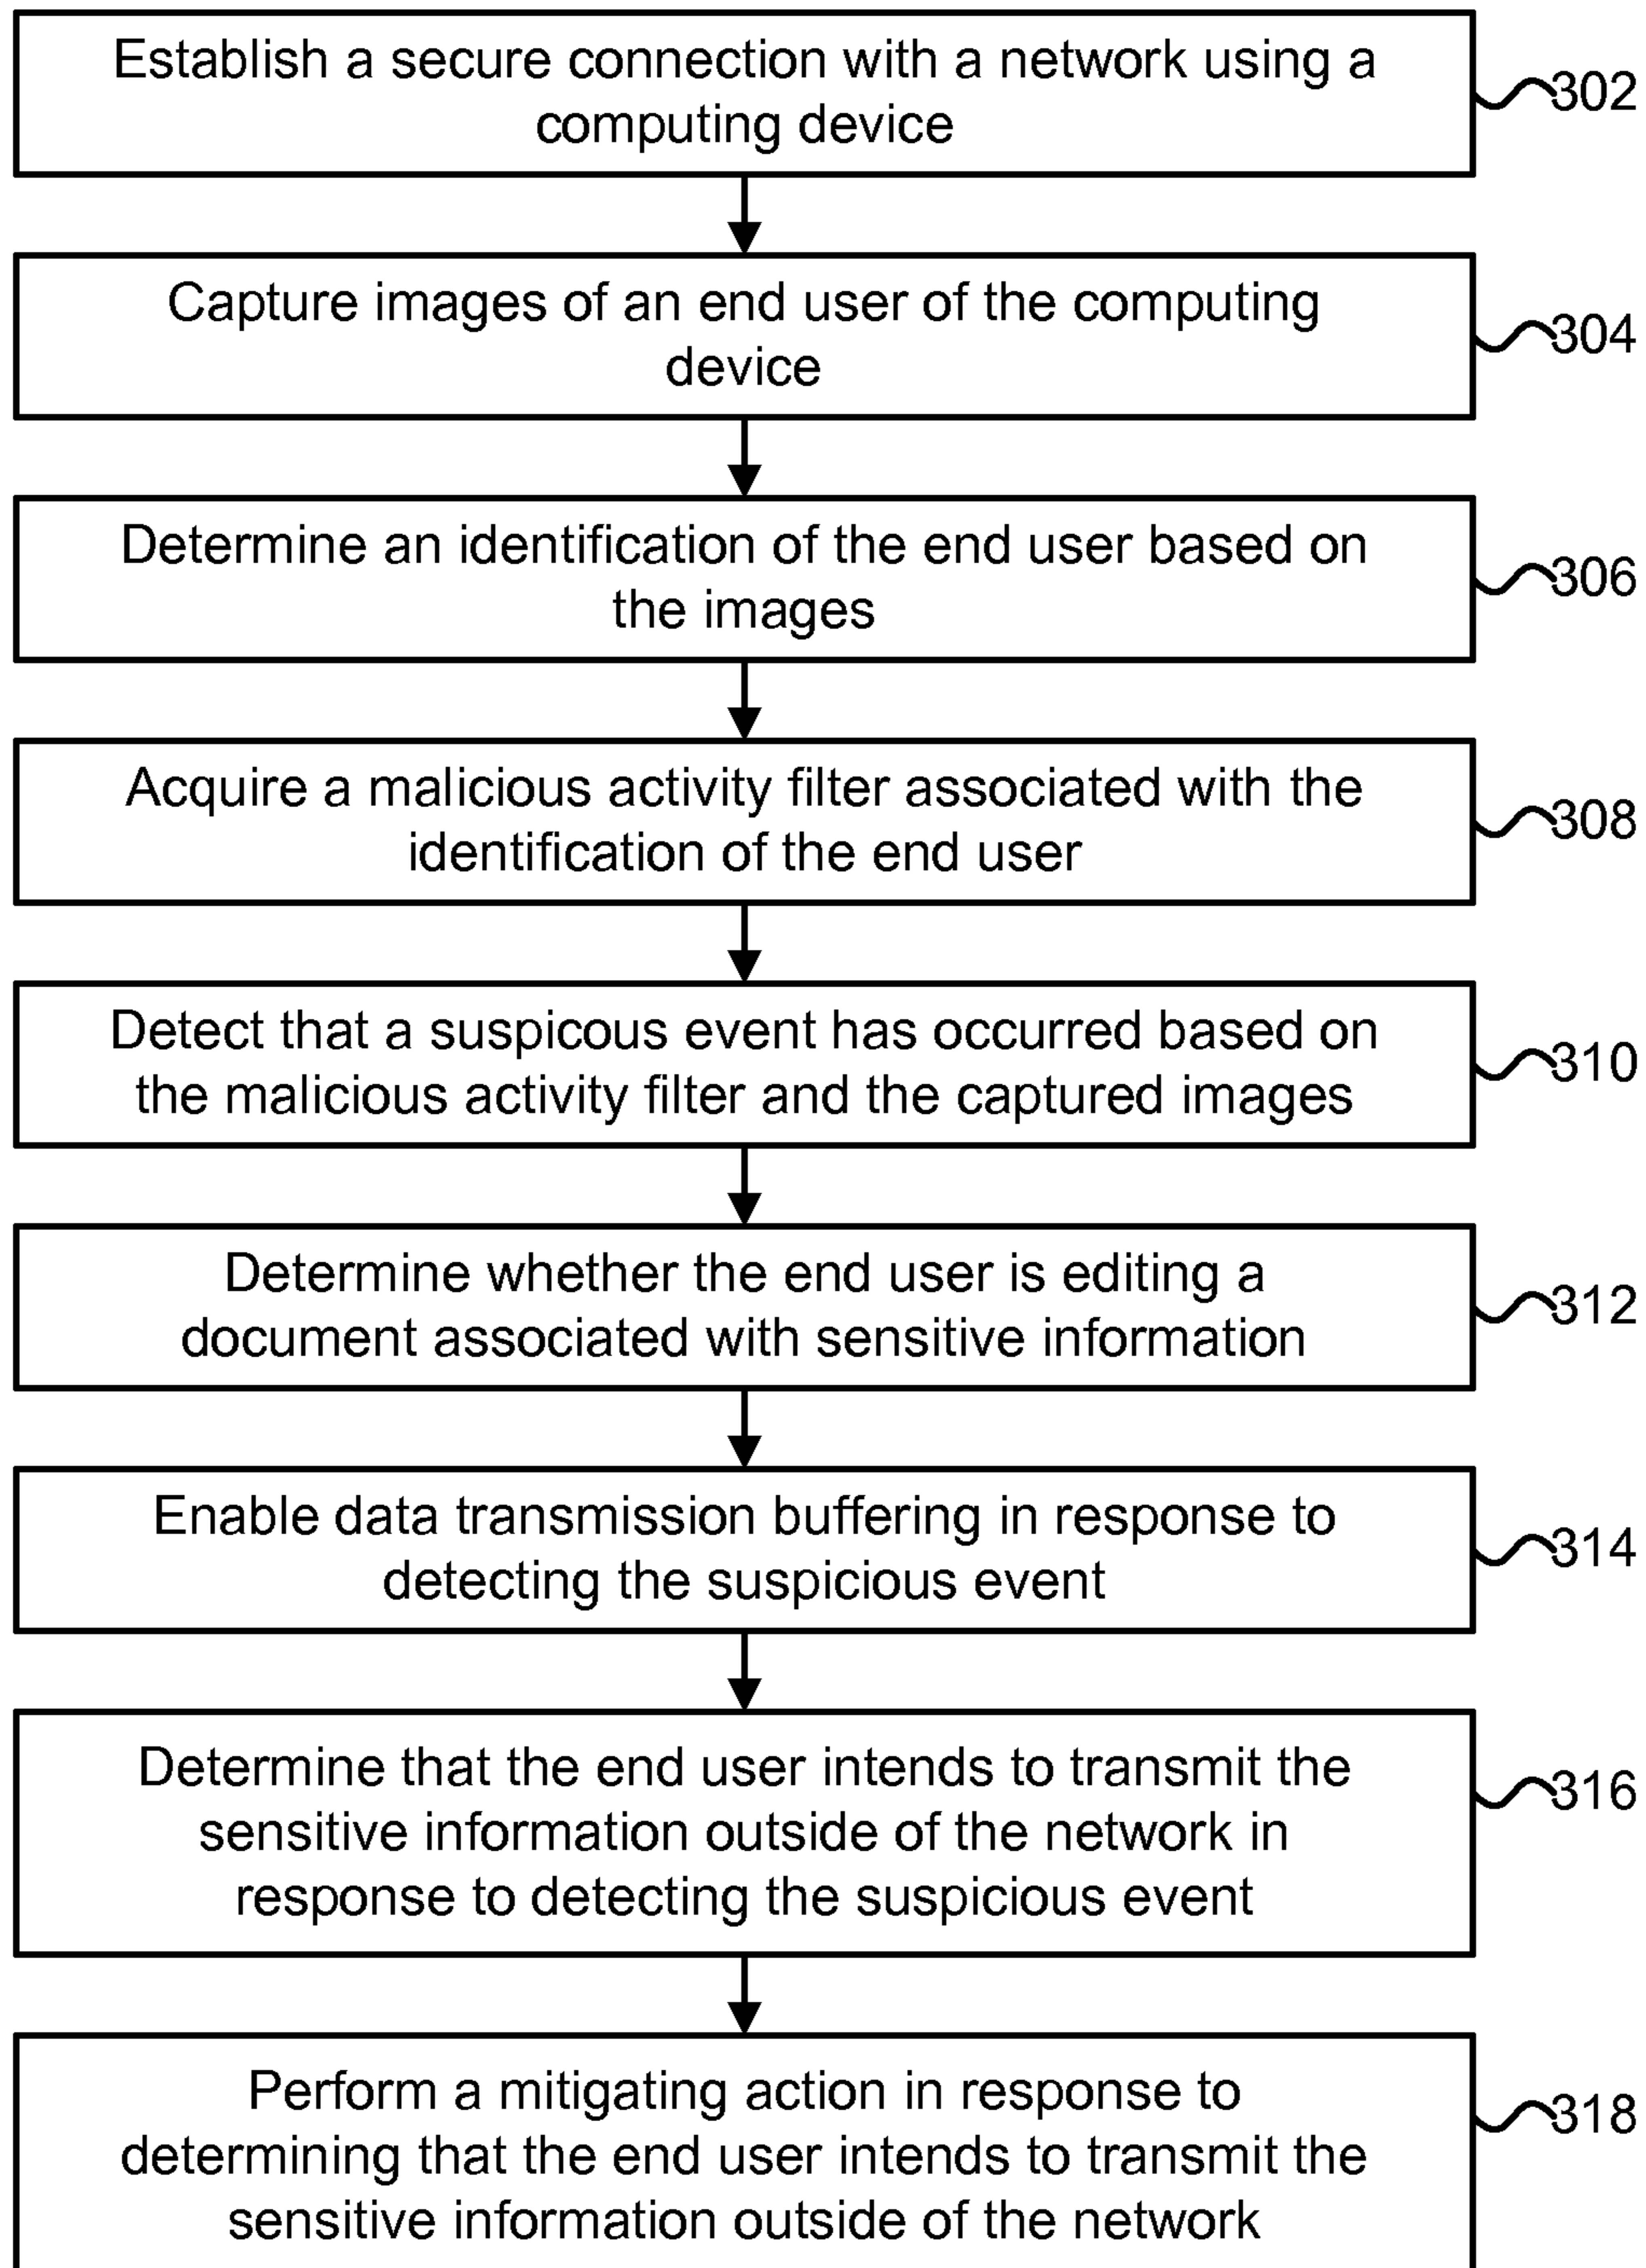 Establish a secure connection with a network using a
computing device
302
Capture images of an end user of the computing
device
304
Determine an identification of the end user based on
the images
306
Acquire a malicious activity filter associated with the
identification of the end user
308
Detect that a suspicous event has occurred based on
the malicious activity filter and the captured images
310
Determine whether the end user is editing a
document associated with sensitive information
312
Enable data transmission buffering in response to
detecting the suspicious event
314
Determine that the end user intends to transmit the
sensitive information outside of the network in
response to detecting the suspicious event
316
Perform a mitigating action in response to
determining that the end user intends to transmit the
sensitive information outside of the network
318